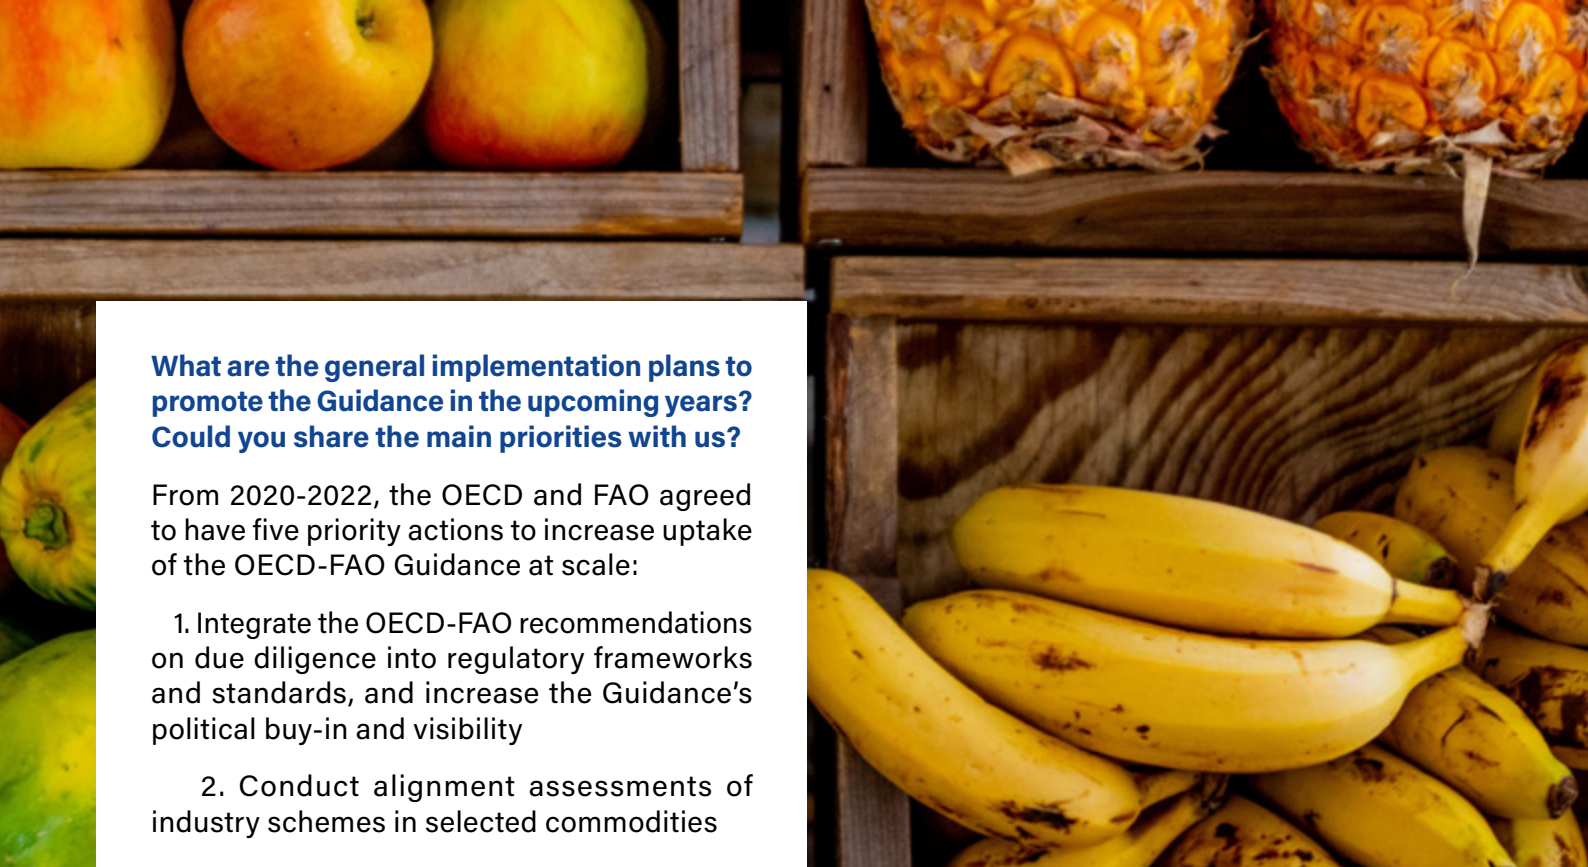 What are the general implementation plans to
promote the Guidance in the upcoming years?
Could you share the main priorities with us?
From 2020-2022, the OECD and FAO agreed
to have five priority actions to increase uptake
of the OECD-FAO Guidance at scale:
1. Integrate the OECD-FAO recommendations
on due diligence into regulatory frameworks
and standards, and increase the Guidance’s
political buy-in and visibility
2. Conduct alignment assessments of
industry schemes in selected commodities